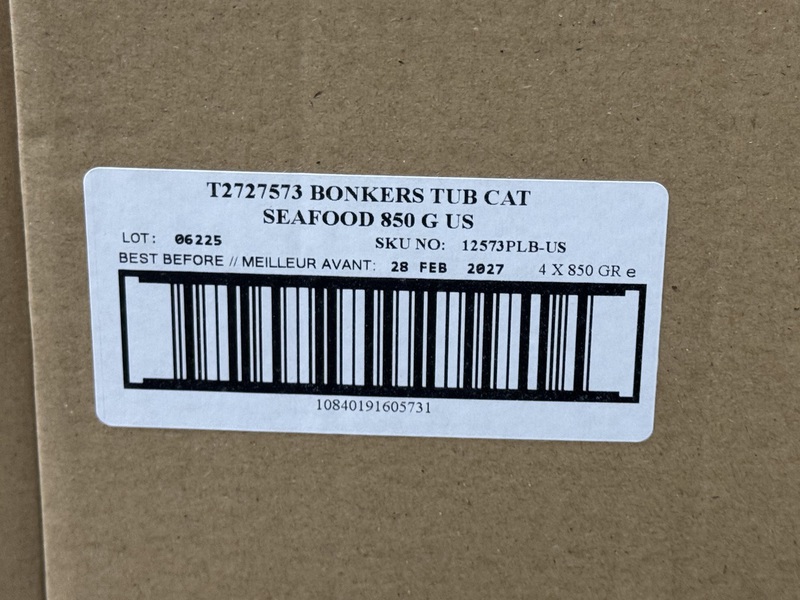 T2727573 BONKERS TUB CAT
SEAFOOD 850 G US
LOT: 06225 SKU NO: 12573PLB-US
BEST BEFORE // MEILLEUR AVANT: 28 FEB 2027 4 X 850 GR e
10840191605731